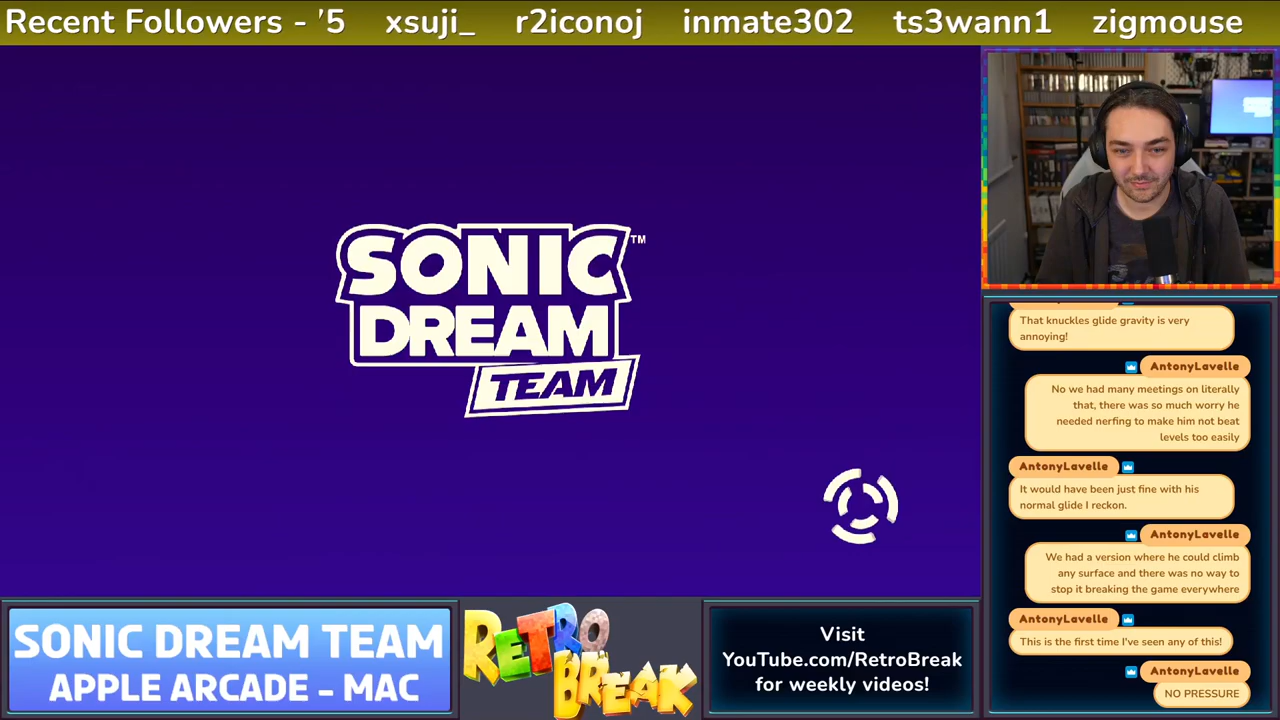 Recent Followers - '5 xsuji_ r2iconoj inmate302 ts3wann1 zigmouse
SONIC
DREAM
TEAM
TM
That knuckles glide gravity is very
annoying!
AntonyLavelle
No we had many meetings on literally
that, there was so much worry he
needed nerfing to make him not beat
levels too easily
AntonyLavelle
It would have been just fine with his
normal glide I reckon.
AntonyLavelle
We had a version where he could climb
any surface and there was no way to
stop it breaking the game everywhere
AntonyLavelle
This is the first time I've seen any of this!
AntonyLavelle
NO PRESSURE
SONIC DREAM TEAM
APPLE ARCADE - MAC
RETRO
BREAK
Visit
YouTube.com/RetroBreak
for weekly videos!